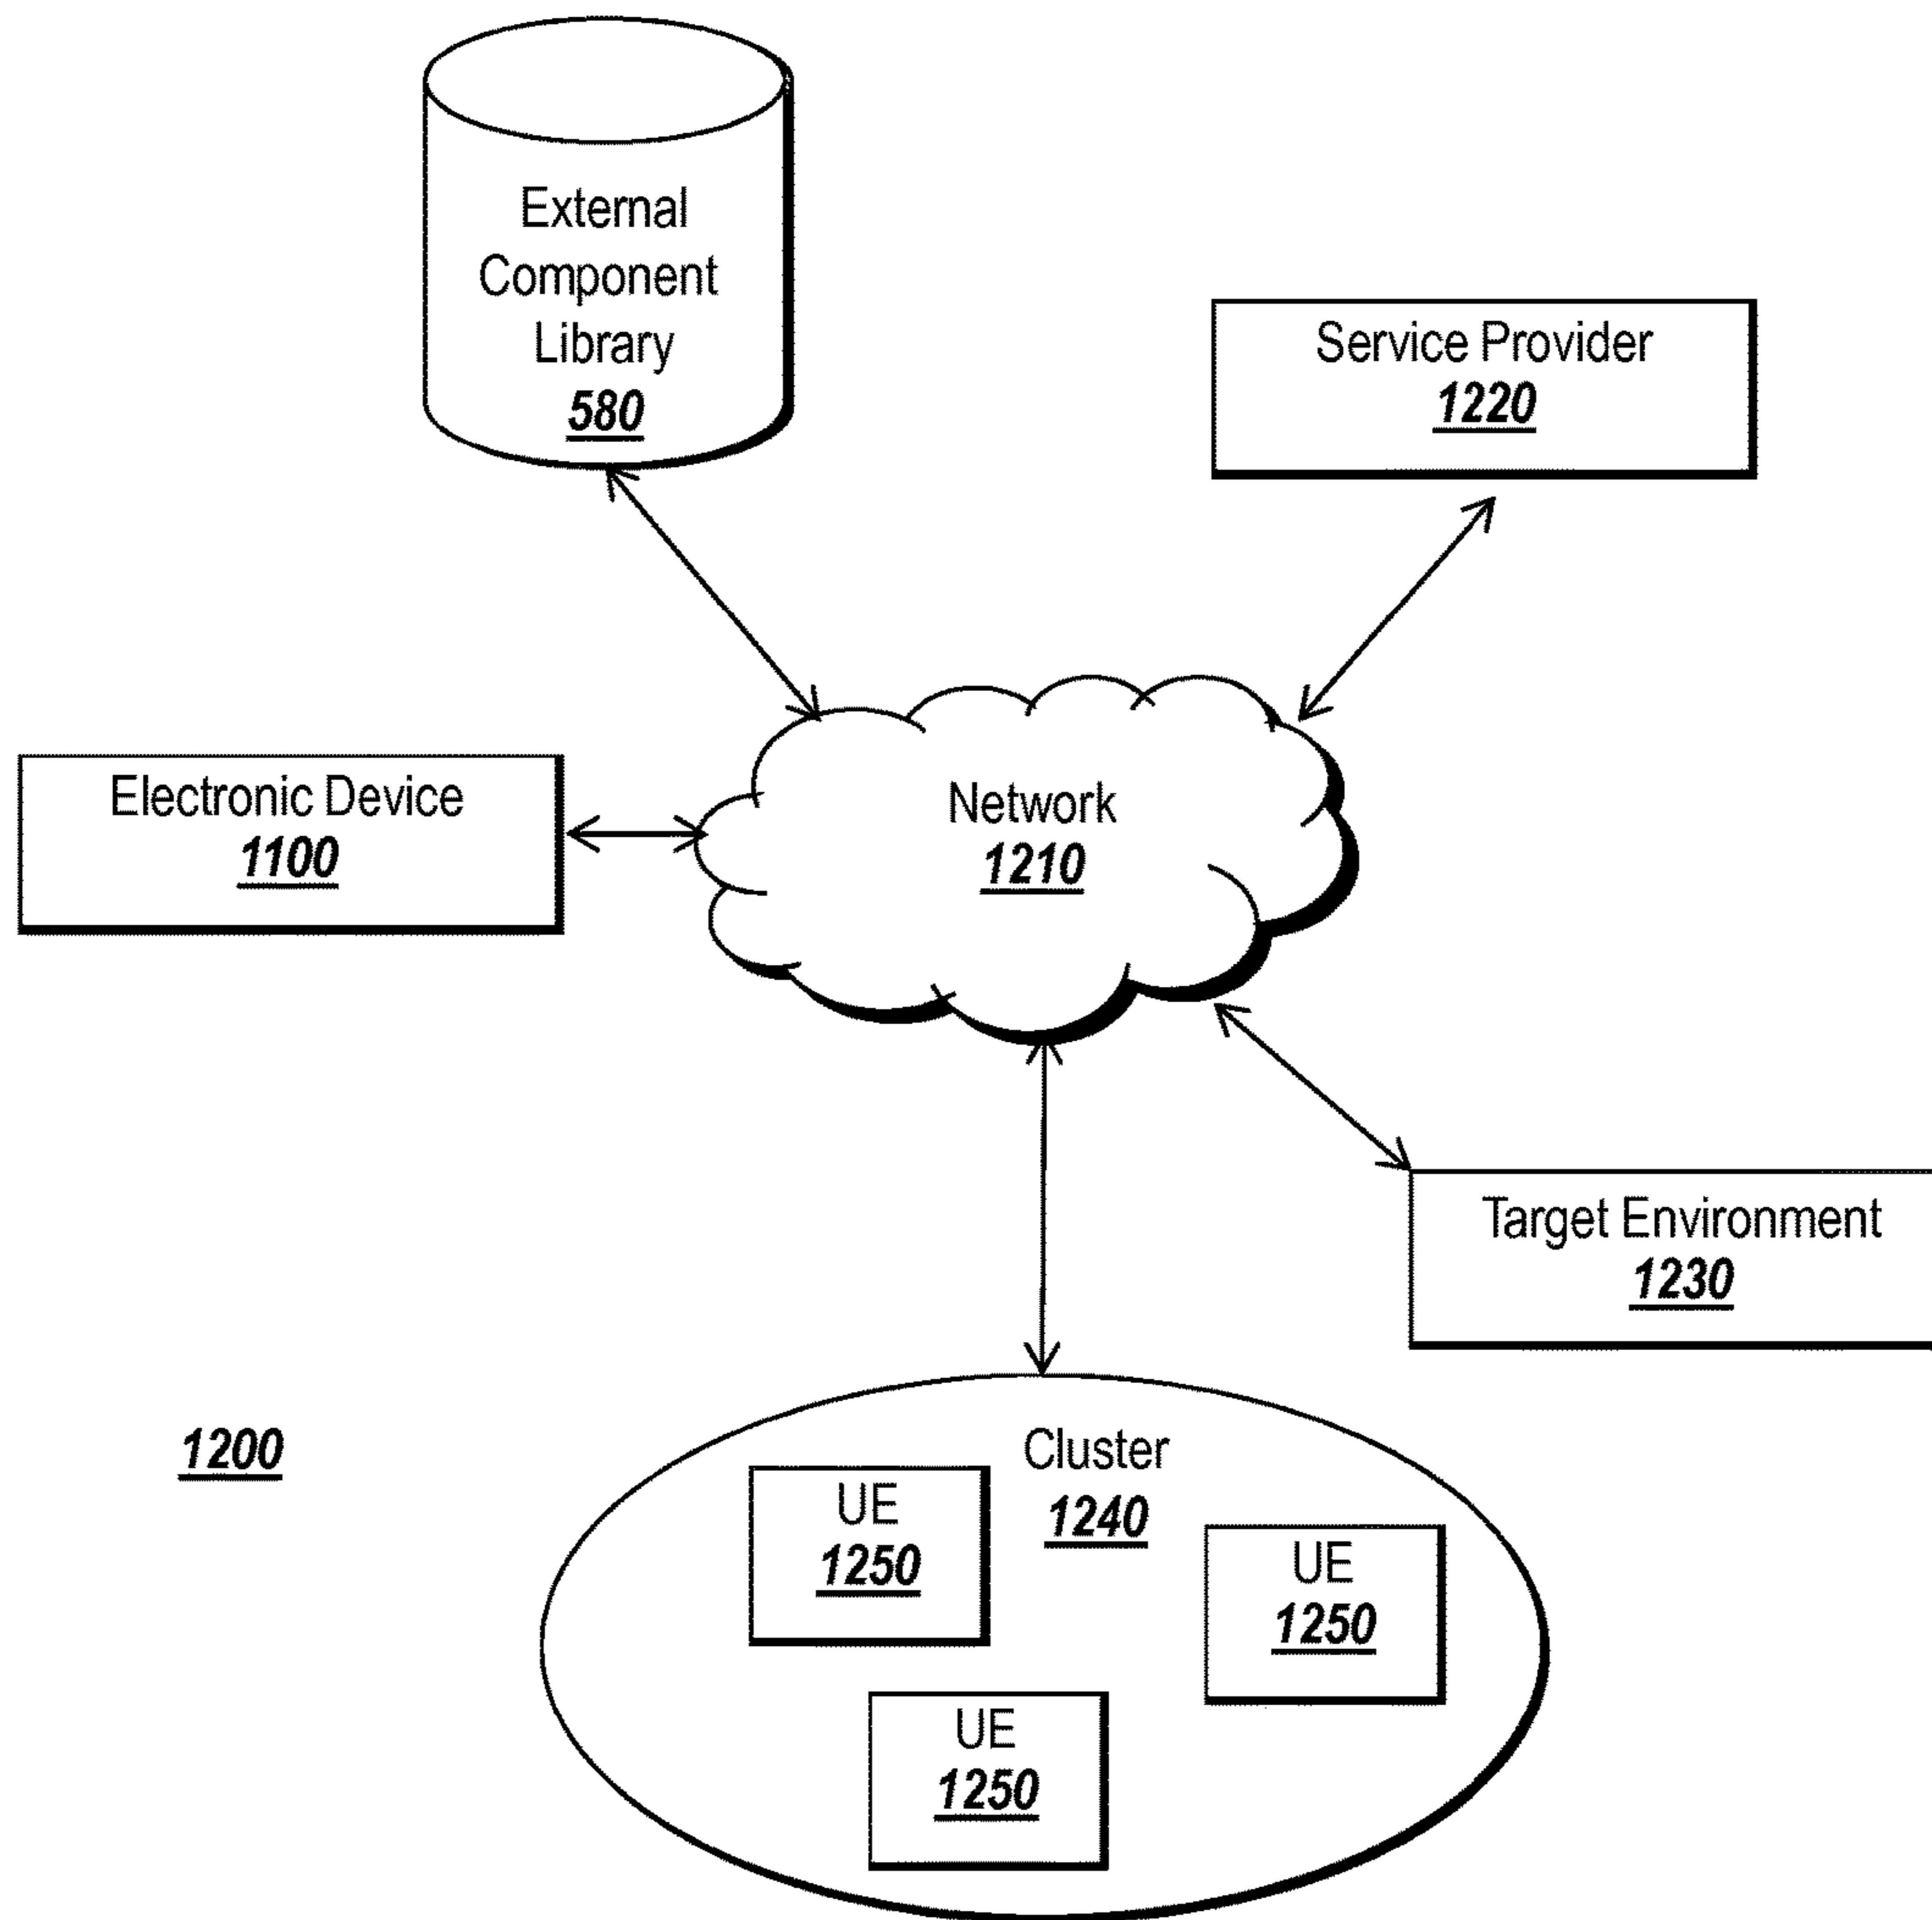 External
Component
Library
580
Service Provider
1220
Electronic Device
1100
Network
1210
Target Environment
1230
1200
Cluster
1240
UE
1250
UE
1250
UE
1250